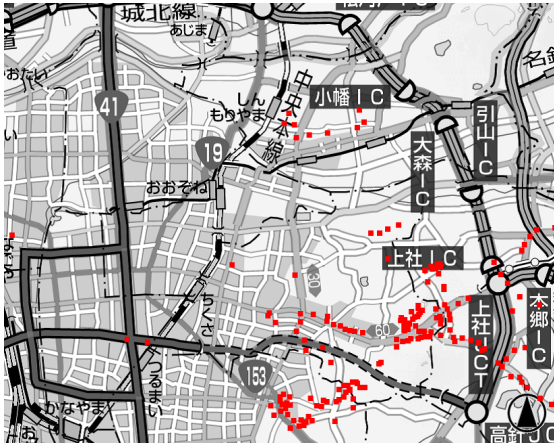 城北線
あじま
小幡IC
中央本線
しん
もりやま
41
19
大森IC
引山IC
おおぞね
上社IC
30
ちくさ
60
上社JCT
本郷IC
153
つるまい
かなやま
高針JC
お
名